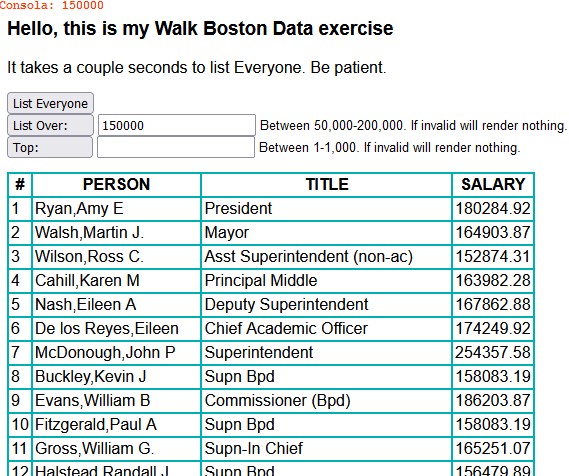 Consola: 150000
Hello, this is my Walk Boston Data exercise
It takes a couple seconds to list Everyone. Be patient.
List Everyone
List Over: 150000 Between 50,000-200,000. If invalid will render nothing.
Top: Between 1-1,000. If invalid will render nothing.
# PERSON TITLE SALARY
1 Ryan,Amy E President 180284.92
2 Walsh,Martin J. Mayor 164903.87
3 Wilson,Ross C. Asst Superintendent (non-ac) 152874.31
4 Cahill,Karen M Principal Middle 163982.28
5 Nash,Eileen A Deputy Superintendent 167862.88
6 De los Reyes,Eileen Chief Academic Officer 174249.92
7 McDonough,John P Superintendent 254357.58
8 Buckley,Kevin J Supn Bpd 158083.19
9 Evans,William B Commissioner (Bpd) 186203.87
10 Fitzgerald,Paul A Supn Bpd 158083.19
11 Gross,William G. Supn-In Chief 165251.07
12 Halstead,Randall J. Supn Bpd 156479.89